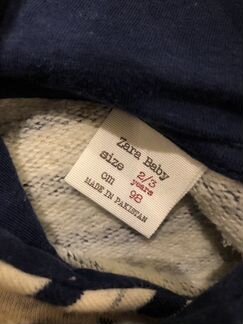 Zara Baby
size 2/3 years
cm 98
MADE IN PAKISTAN